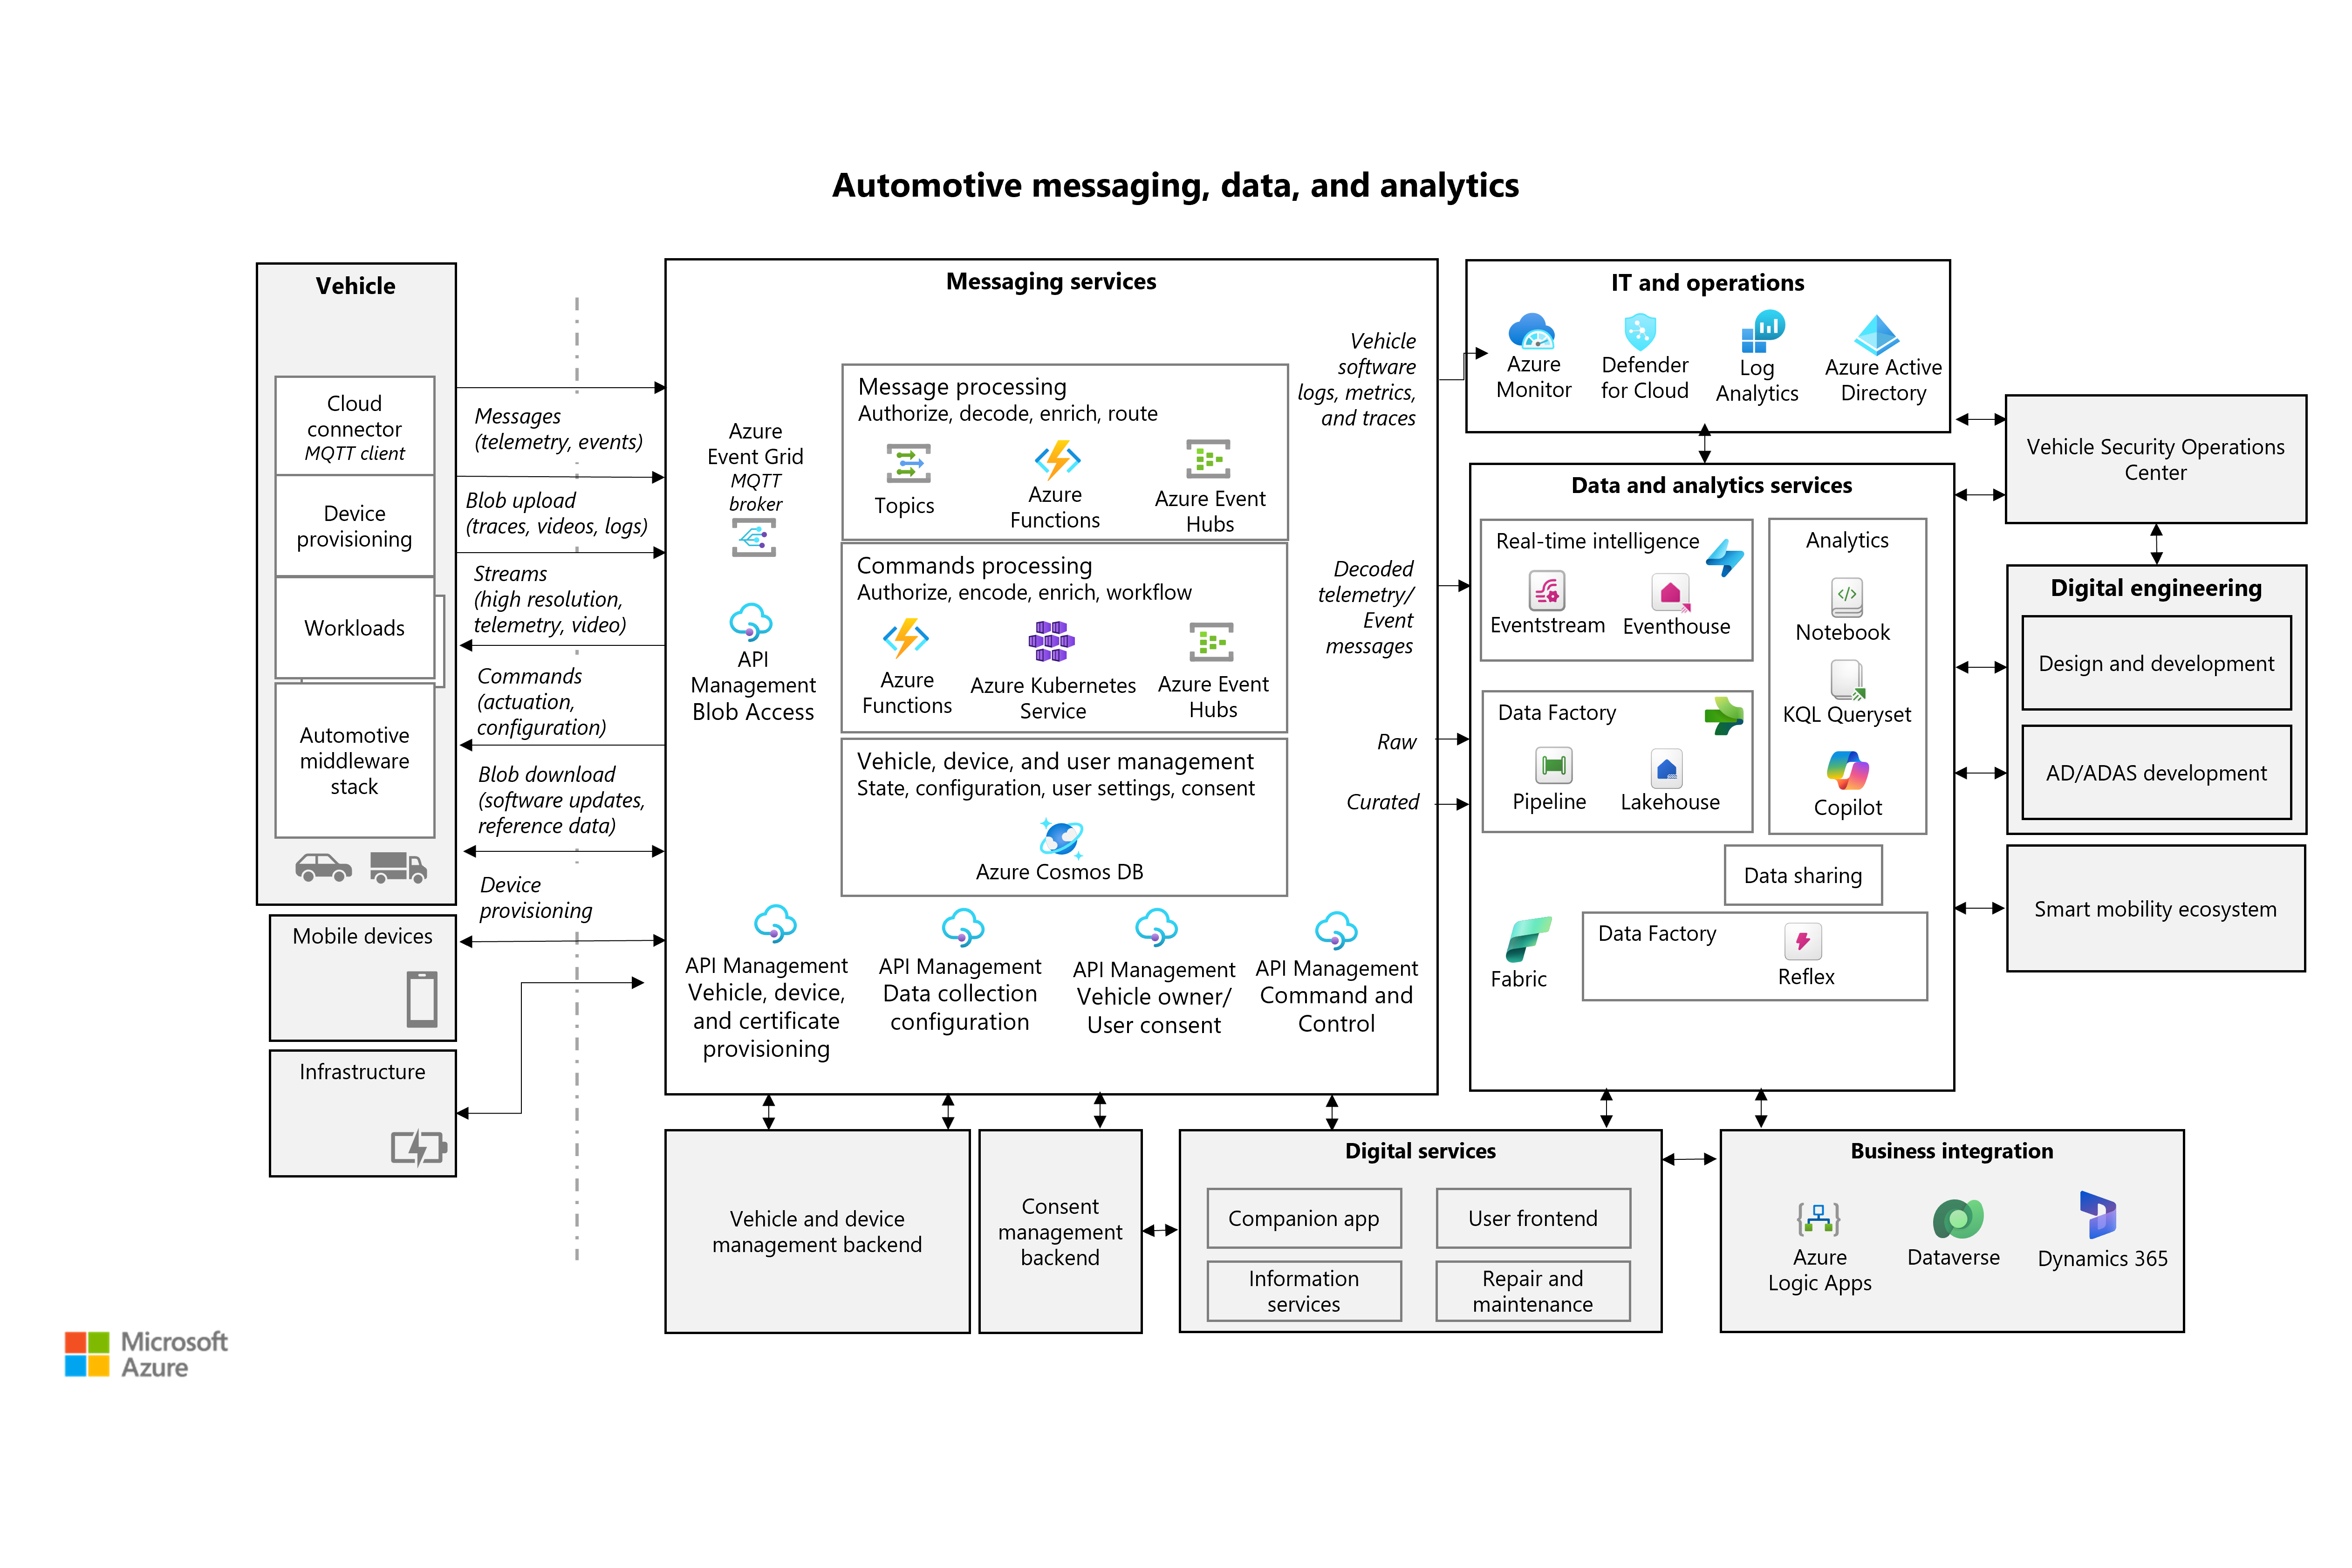 Automotive messaging, data, and analytics
Vehicle
Cloud
connector
MQTT client
Device
provisioning
Workloads
Automotive
middleware
stack
Mobile devices
Infrastructure
Messages
(telemetry, events)
Blob upload
(traces, videos, logs)
Streams
(high resolution,
telemetry, video)
Commands
(actuation,
configuration)
Blob download
(software updates,
reference data)
Device
provisioning
Messaging services
Azure
Event Grid
MQTT
broker
API
Management
Blob Access
Message processing
Authorize, decode, enrich, route
Topics
Azure
Functions
Azure Event
Hubs
Commands processing
Authorize, encode, enrich, workflow
Azure
Functions
Azure Kubernetes
Service
Azure Event
Hubs
Vehicle, device, and user management
State, configuration, user settings, consent
Azure Cosmos DB
API Management
Vehicle, device,
and certificate
provisioning
API Management
Data collection
configuration
API Management
Vehicle owner/
User consent
API Management
Command and
Control
Vehicle
software
logs, metrics,
and traces
Decoded
telemetry/
Event
messages
Raw
Curated
IT and operations
Azure
Monitor
Defender
for Cloud
Log
Analytics
Azure Active
Directory
Data and analytics services
Real-time intelligence
Eventstream
Eventhouse
Data Factory
Pipeline
Lakehouse
Analytics
Notebook
KQL Queryset
Copilot
Data sharing
Fabric
Data Factory
Reflex
Vehicle Security Operations
Center
Digital engineering
Design and development
AD/ADAS development
Smart mobility ecosystem
Vehicle and device
management backend
Consent
management
backend
Digital services
Companion app
User frontend
Information
services
Repair and
maintenance
Business integration
Azure
Logic Apps
Dataverse
Dynamics 365
Microsoft
Azure